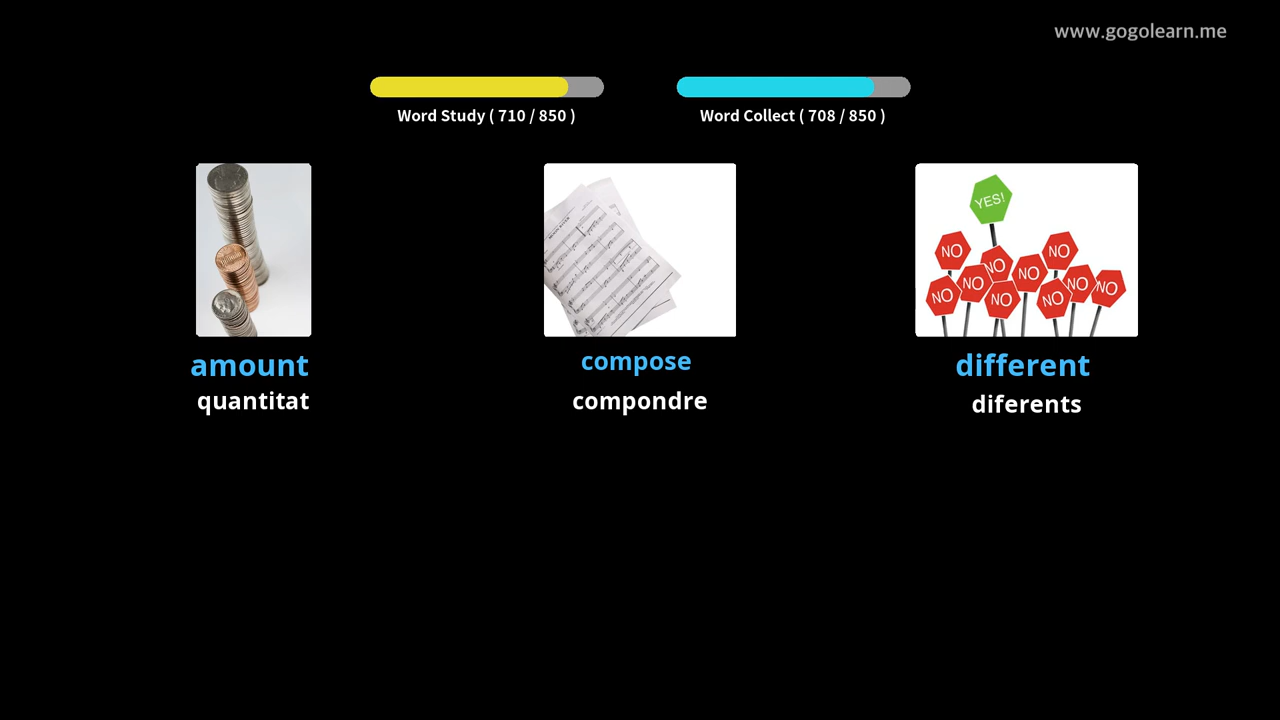 www.gogolearn.me
Word Study ( 710 / 850 )
Word Collect ( 708 / 850 )
YES!
NO
NO
NO
NO
NO
NO
NO
NO
NO
NO
amount
compose
different
quantitat
compondre
diferents